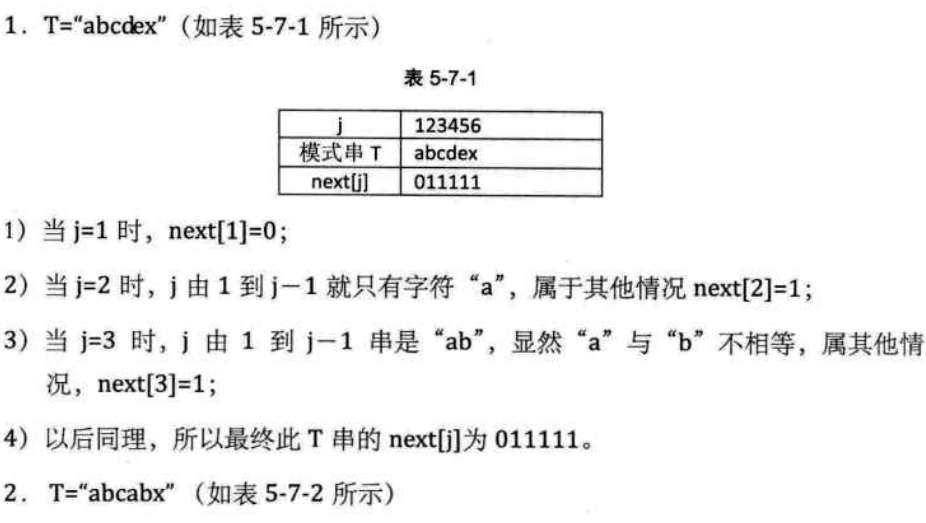 1. T=“abcdex”（如表 5-7-1 所示）
表 5-7-1
j 123456
模式串 T abcdex
next[j] 011111
1）当 j=1 时，next[1]=0；
2）当 j=2 时，j 由 1 到 j－1 就只有字符“a”，属于其他情况 next[2]=1；
3）当 j=3 时，j 由 1 到 j－1 串是“ab”，显然“a”与“b”不相等，属其他情
况，next[3]=1；
4）以后同理，所以最终此 T 串的 next[j]为 011111。
2. T=“abcabx”（如表 5-7-2 所示）